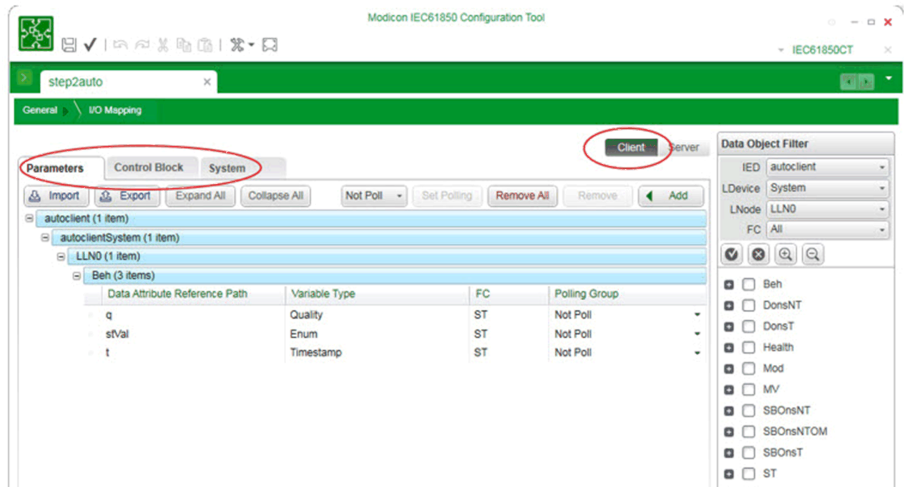 Modicon IEC61850 Configuration Tool
IEC61850CT
step2auto
General I/O Mapping
Client Server
Parameters Control Block System
Import Export Expand All Collapse All Not Poll Set Polling Remove All Remove Add
autoclient (1 item)
autoclientSystem (1 item)
LLN0 (1 item)
Beh (3 items)
Data Attribute Reference Path Variable Type FC Polling Group
q Quality ST Not Poll
stVal Enum ST Not Poll
t Timestamp ST Not Poll
Data Object Filter
IED autoclient
LDevice System
LNode LLN0
FC All
Beh
DonsNT
DonsT
Health
Mod
MV
SBOnsNT
SBOnsNTOM
SBOnsT
ST